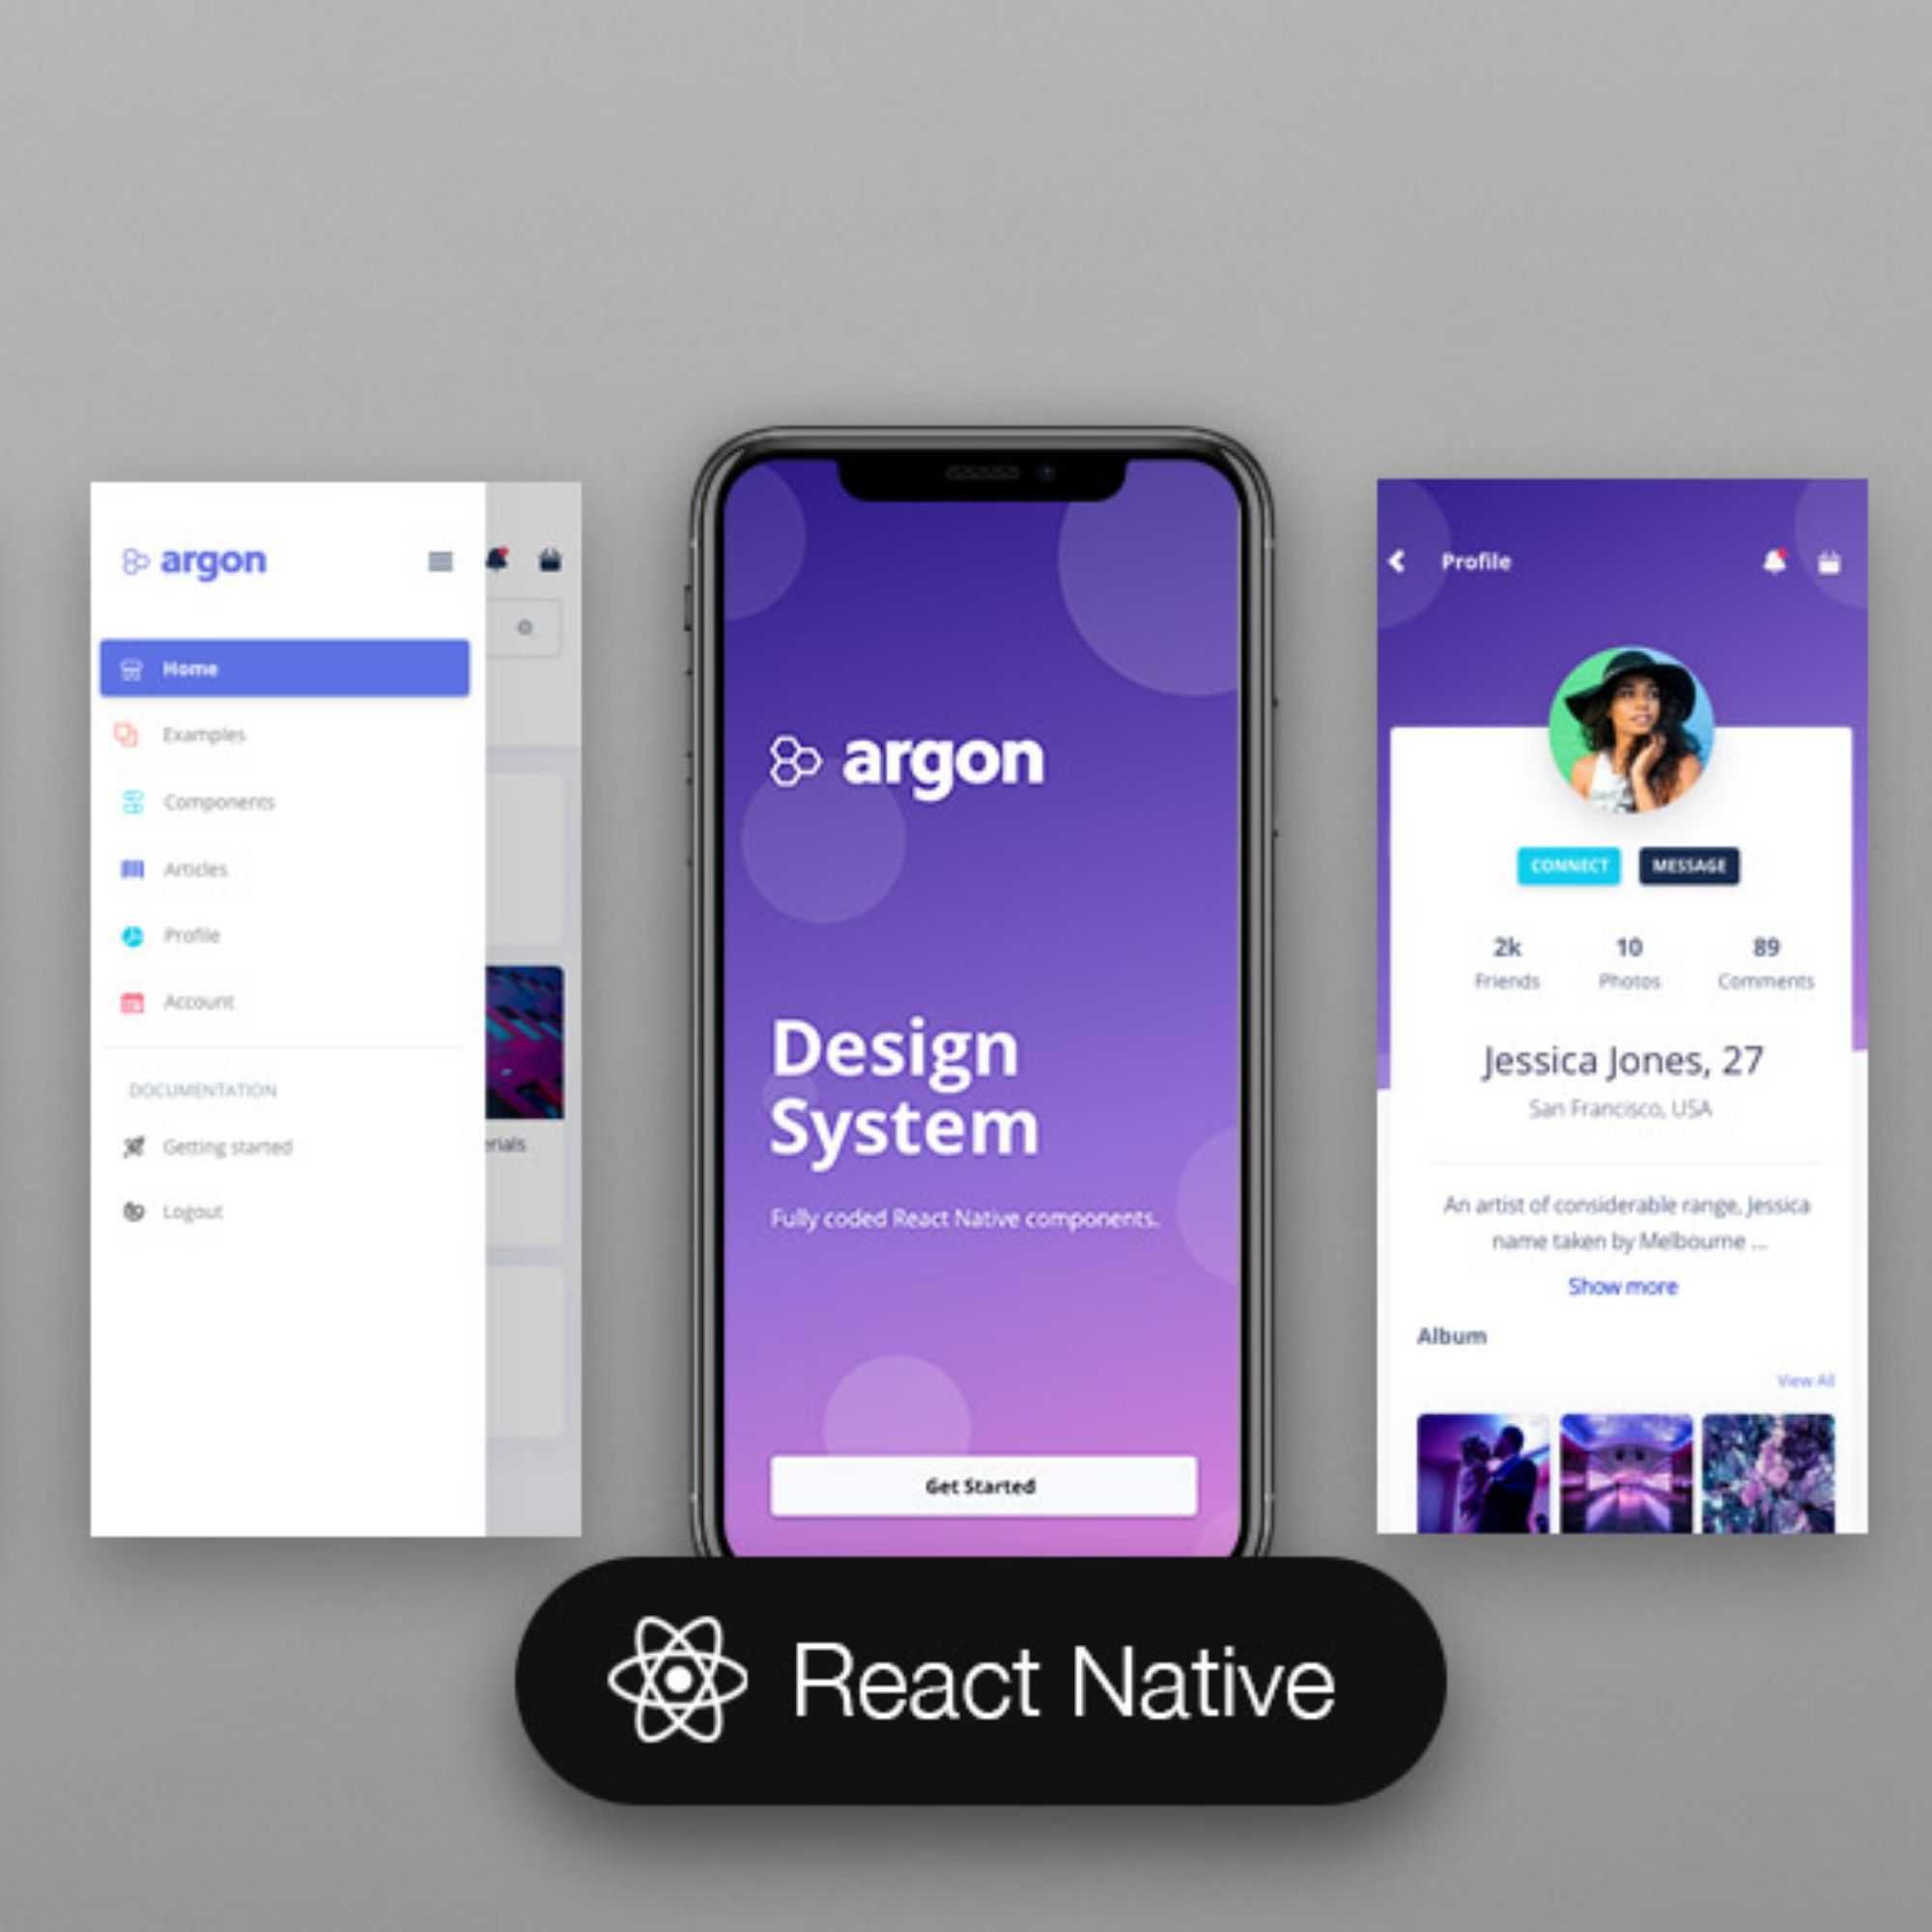 argon
Home
Examples
Components
Articles
Profile
Account
DOCUMENTATION
Getting started
Logout
erials
argon
Design
System
Fully coded React Native components.
Get Started
Profile
CONNECT
MESSAGE
2k
10
89
Friends
Photos
Comments
Jessica Jones, 27
San Francisco, USA
An artist of considerable range, Jessica
name taken by Melbourne ...
Show more
Album
View All
React Native